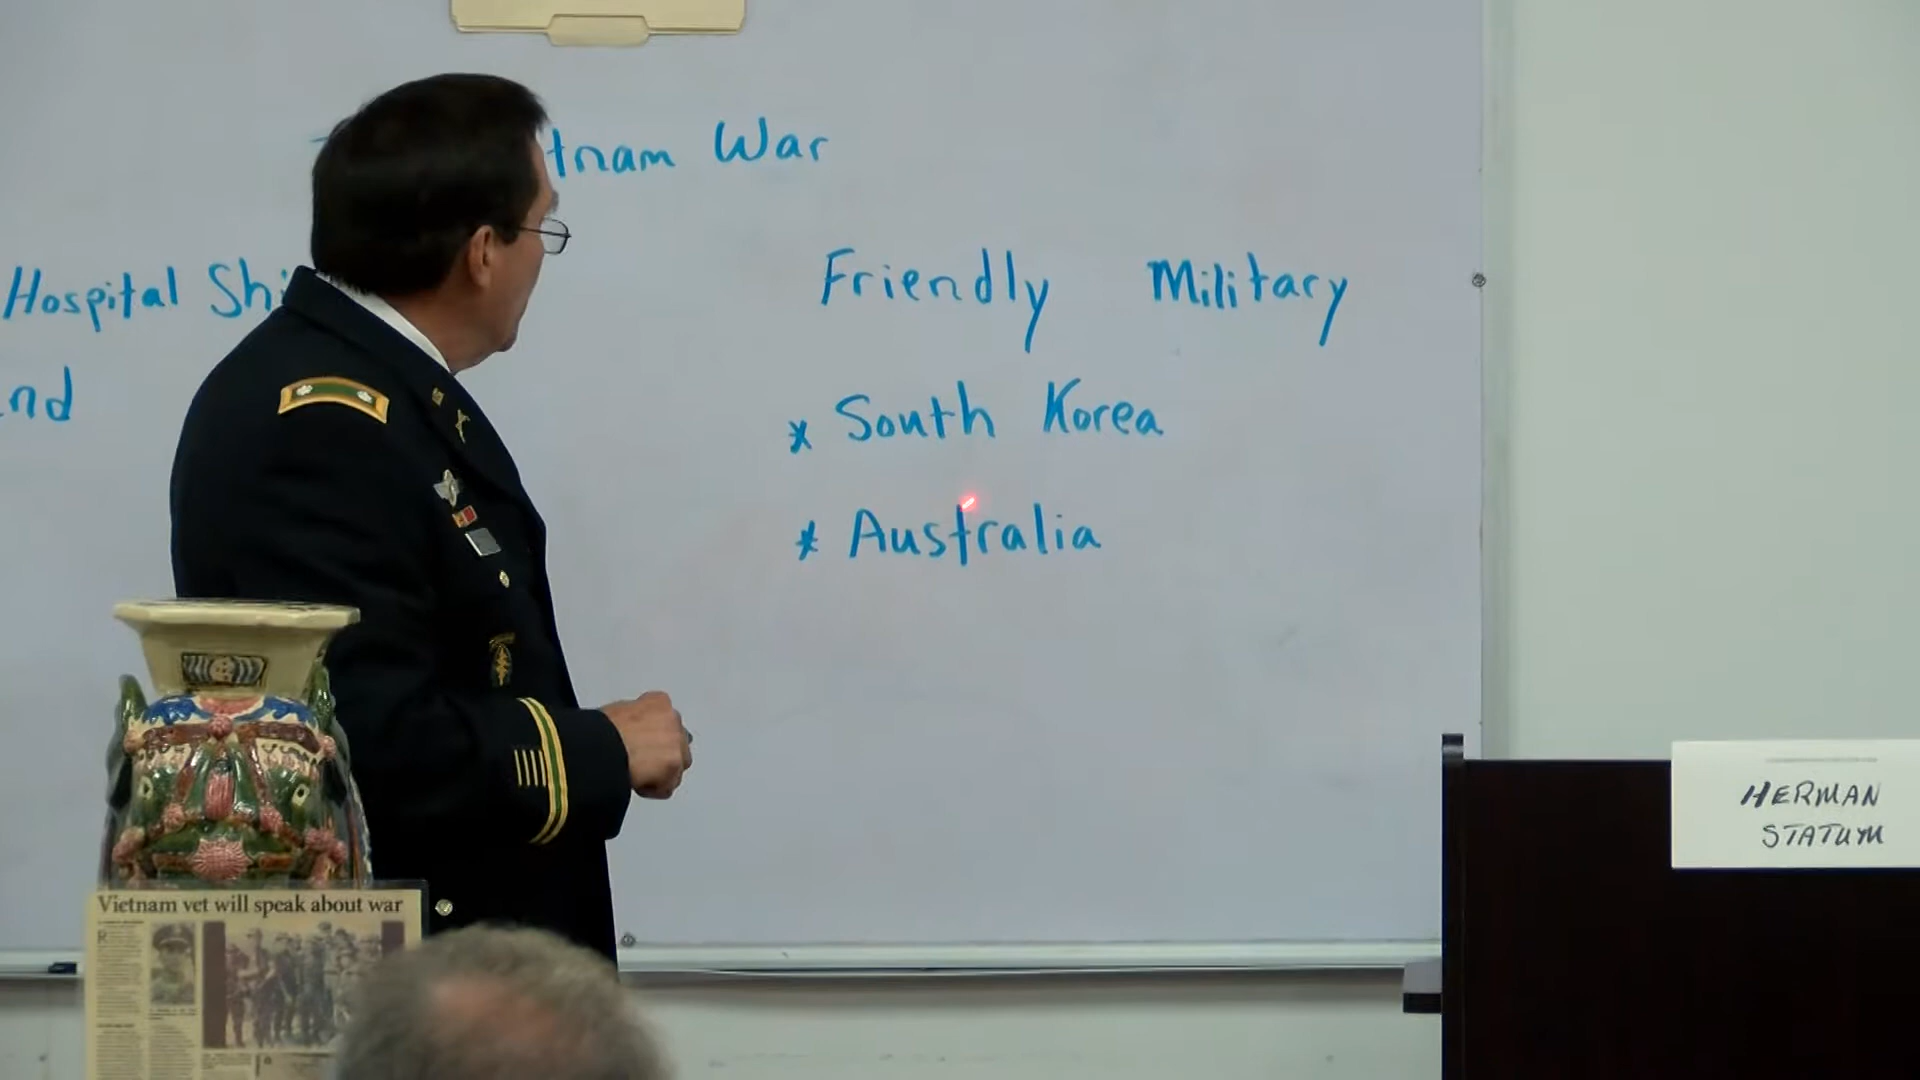 tnam War
Hospital Shi
nd
Friendly Military
* South Korea
* Australia
HERMAN
STATUM
Vietnam vet will speak about war